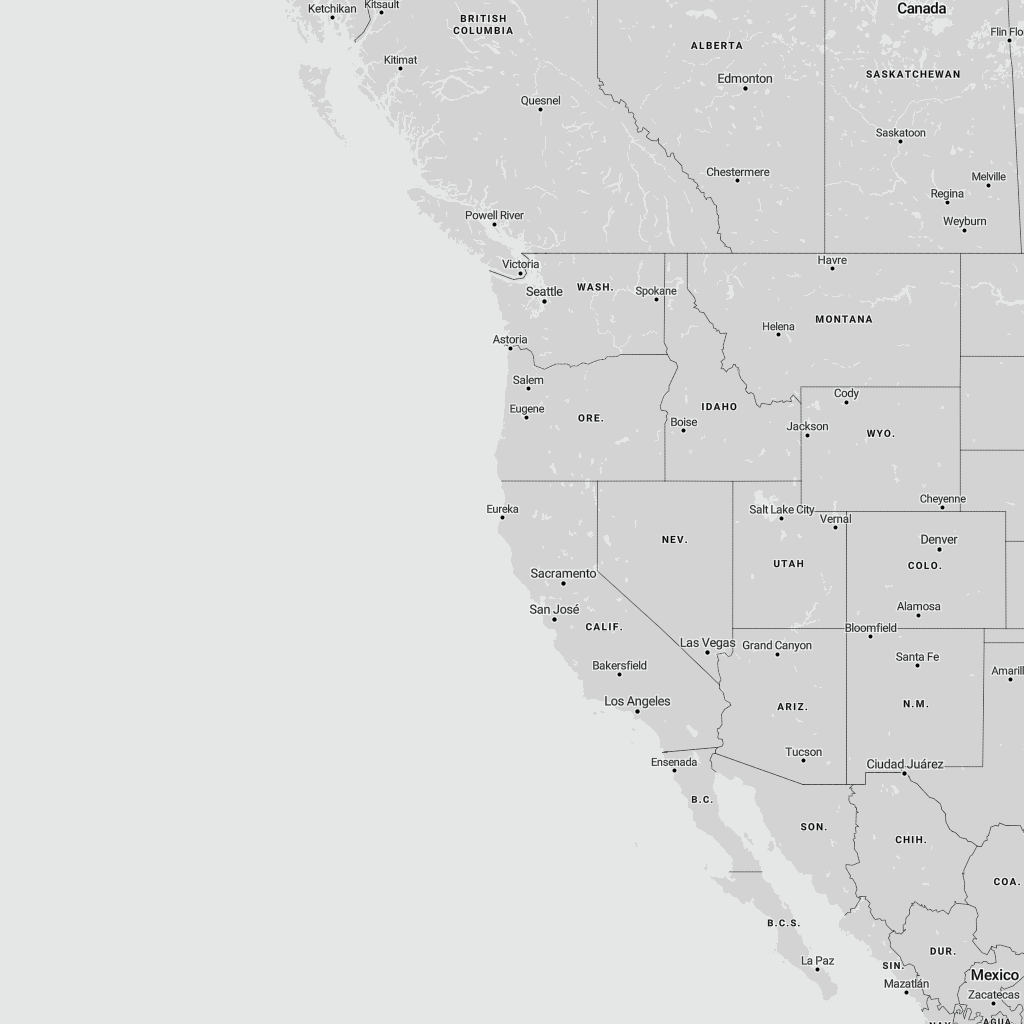 Ketchikan
Kitsault
Canada
BRITISH
COLUMBIA
Flin Flo
ALBERTA
Kitimat
SASKATCHEWAN
Edmonton
Quesnel
Saskatoon
Chestermere
Melville
Regina
Powell River
Weyburn
Victoria
Havre
WASH.
Seattle
Spokane
MONTANA
Helena
Astoria
Salem
Cody
IDAHO
Eugene
ORE.
Boise
Jackson
WYO.
Cheyenne
Eureka
Salt Lake City
Vernal
NEV.
Denver
UTAH
COLO.
Sacramento
San José
Alamosa
CALIF.
Bloomfield
Las Vegas
Grand Canyon
Santa Fe
Bakersfield
Amarill
Los Angeles
ARIZ.
N.M.
Tucson
Ensenada
Ciudad Juárez
B.C.
SON.
CHIH.
COA.
B.C.S.
DUR.
La Paz
SIN.
Mexico
Mazatlán
Zacatecas
NAY.
AGUA.